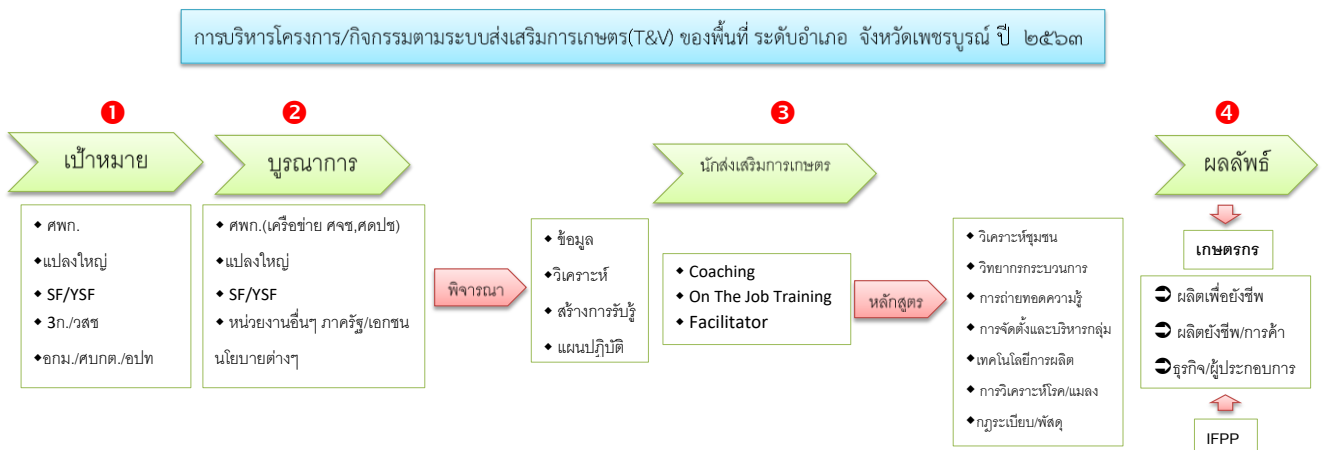 การบริหารโครงการ/กิจกรรมตามระบบส่งเสริมการเกษตร(T&V) ของพื้นที่ ระดับอำเภอ จังหวัดเพชรบูรณ์ ปี ๒๕๖๓
1
เป้าหมาย
◆ ศพก.
◆แปลงใหญ่
◆ SF/YSF
◆ 3ก./วสช
◆อกม./ศบกต./อปท
2
บูรณาการ
◆ ศพก.(เครือข่าย ศจช,ศดปช)
◆แปลงใหญ่
◆ SF/YSF
◆ หน่วยงานอื่นๆ ภาครัฐ/เอกชน
นโยบายต่างๆ
พิจารณา
◆ ข้อมูล
◆วิเคราะห์
◆ สร้างการรับรู้
◆ แผนปฏิบัติ
3
นักส่งเสริมการเกษตร
◆ Coaching
◆ On The Job Training
◆ Facilitator
หลักสูตร
◆ วิเคราะห์ชุมชน
◆ วิทยากรกระบวนการ
◆ การถ่ายทอดความรู้
◆ การจัดตั้งและบริหารกลุ่ม
◆เทคโนโลยีการผลิต
◆ การวิเคราะห์โรค/แมลง
◆กฎระเบียบ/พัสดุ
4
ผลลัพธ์
เกษตรกร
➲ ผลิตเพื่อยังชีพ
➲ ผลิตยังชีพ/การค้า
➲ธุรกิจ/ผู้ประกอบการ
IFPP